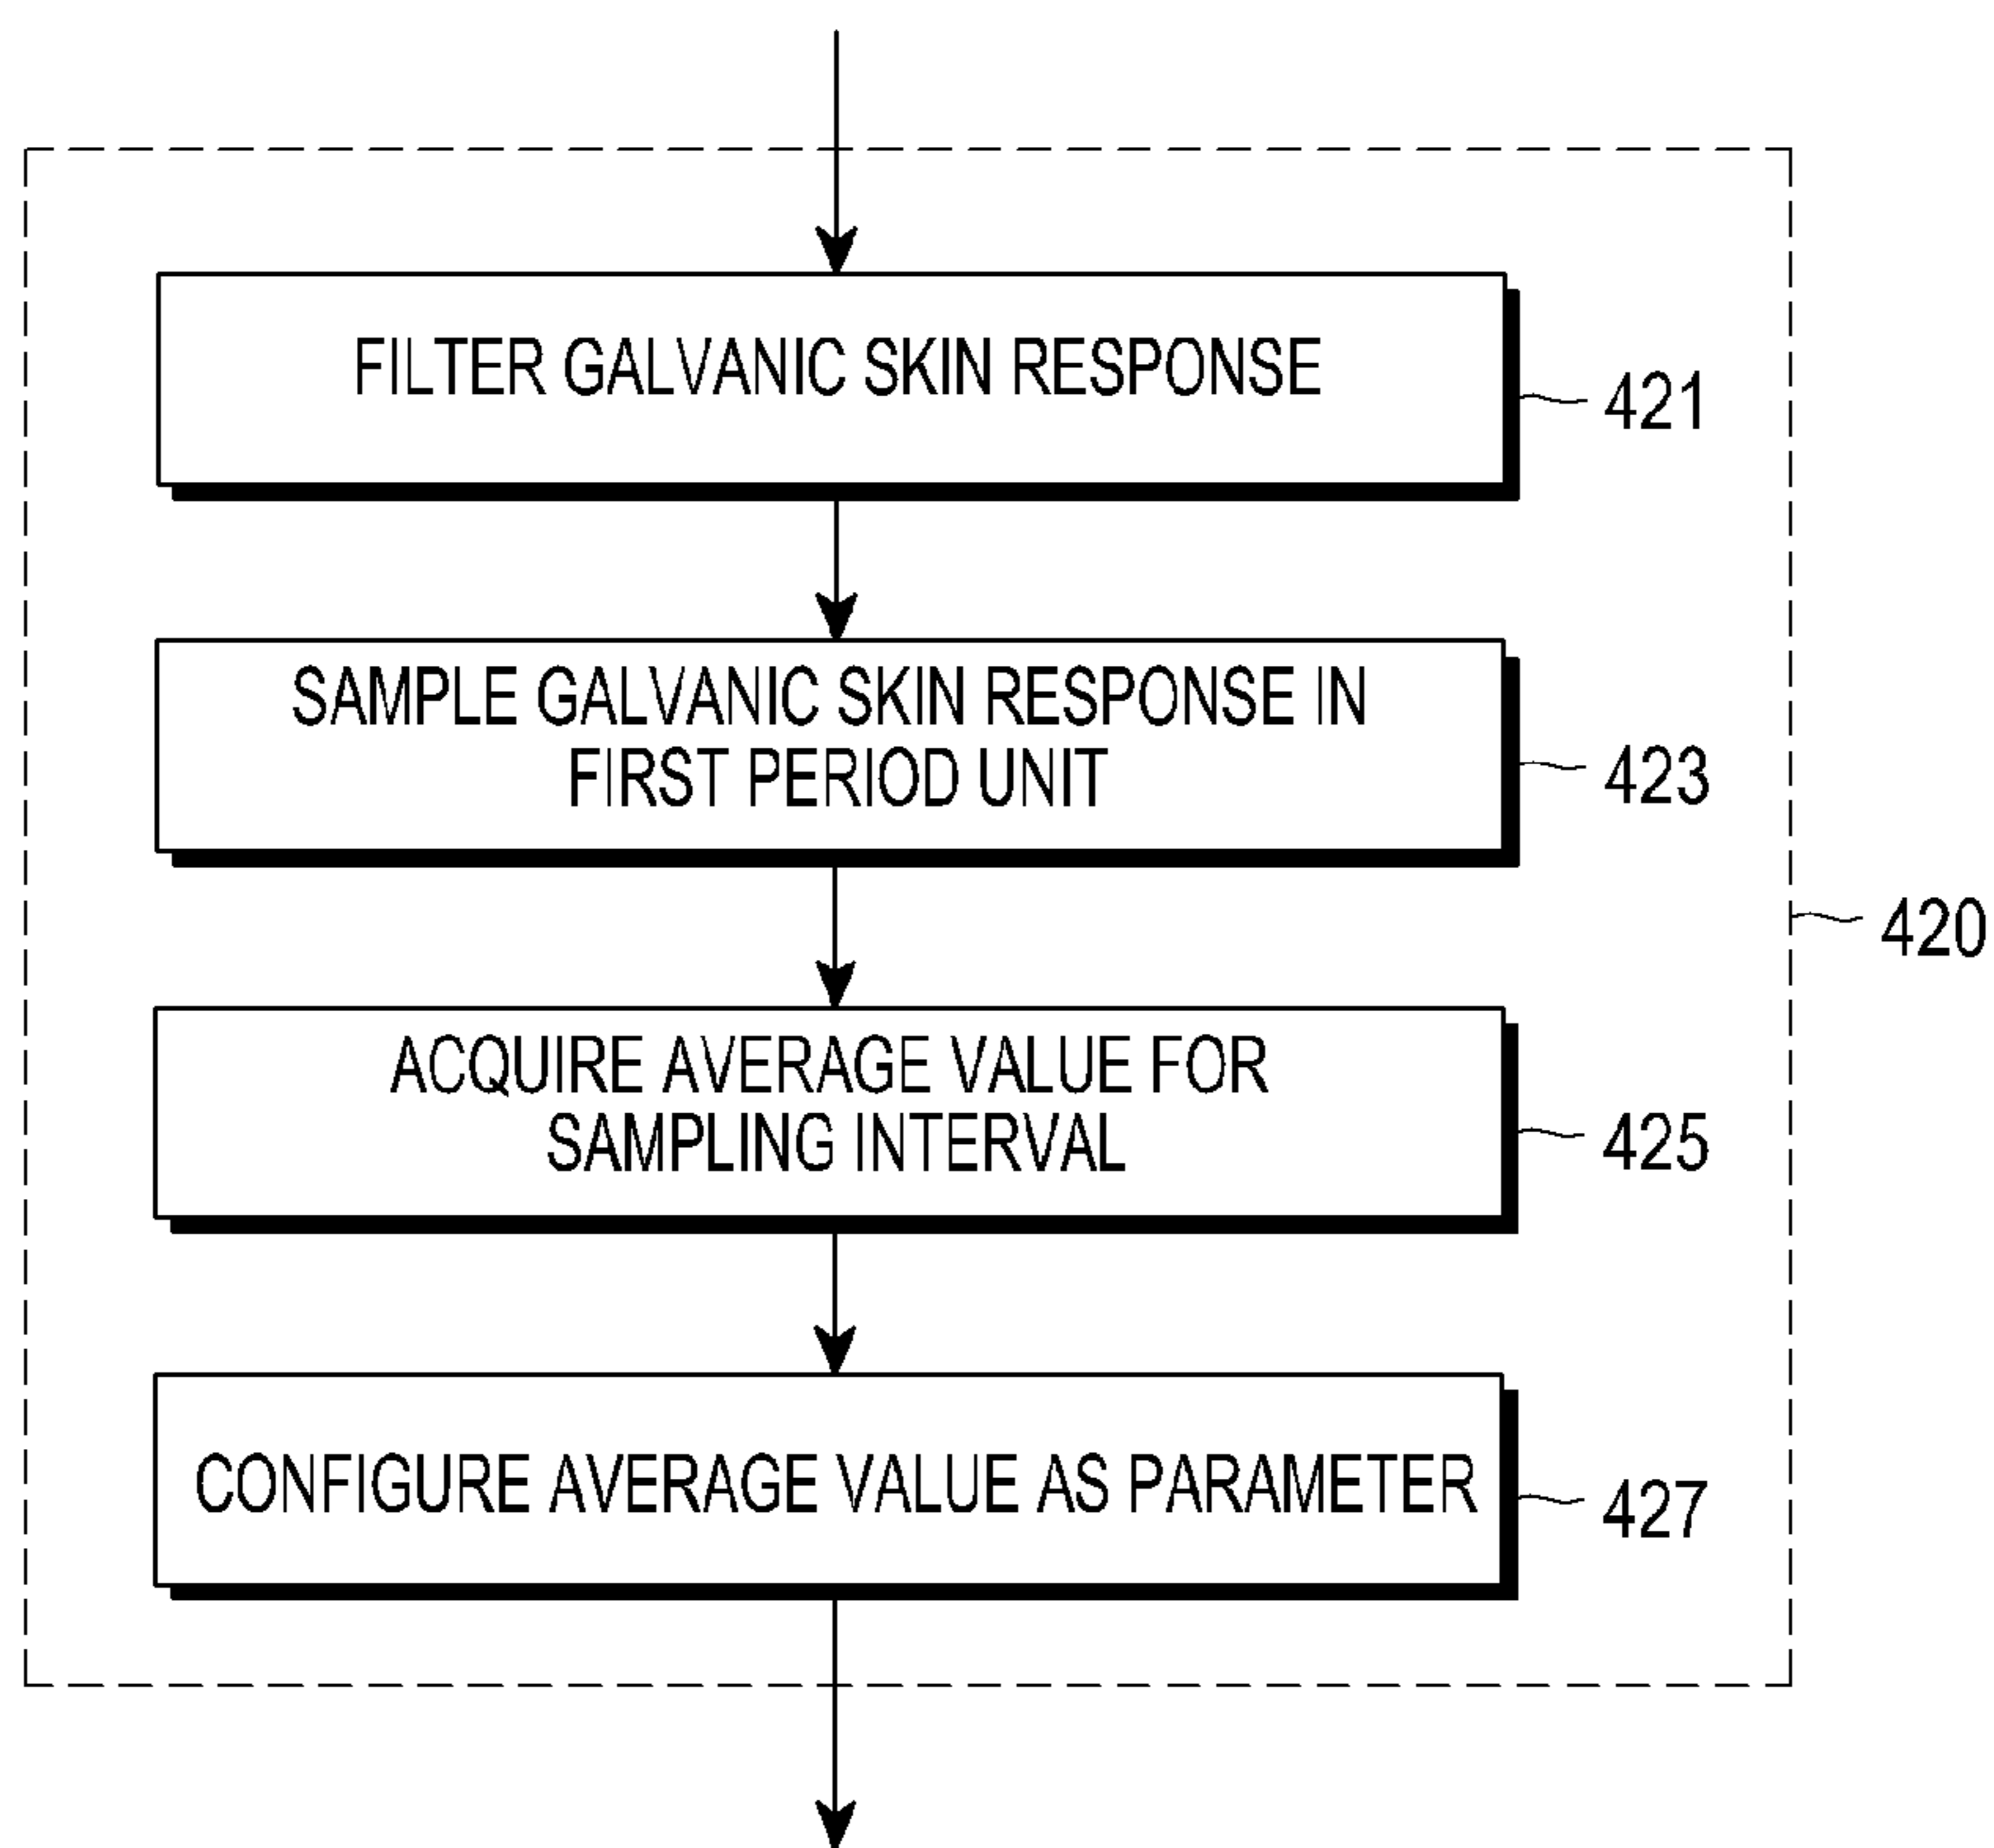 FILTER GALVANIC SKIN RESPONSE
421
SAMPLE GALVANIC SKIN RESPONSE IN
FIRST PERIOD UNIT
423
420
ACQUIRE AVERAGE VALUE FOR
SAMPLING INTERVAL
425
CONFIGURE AVERAGE VALUE AS PARAMETER
427